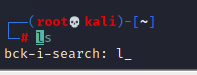 ┌──(root💀kali)-[~]
└─# ls
bck-i-search: l_